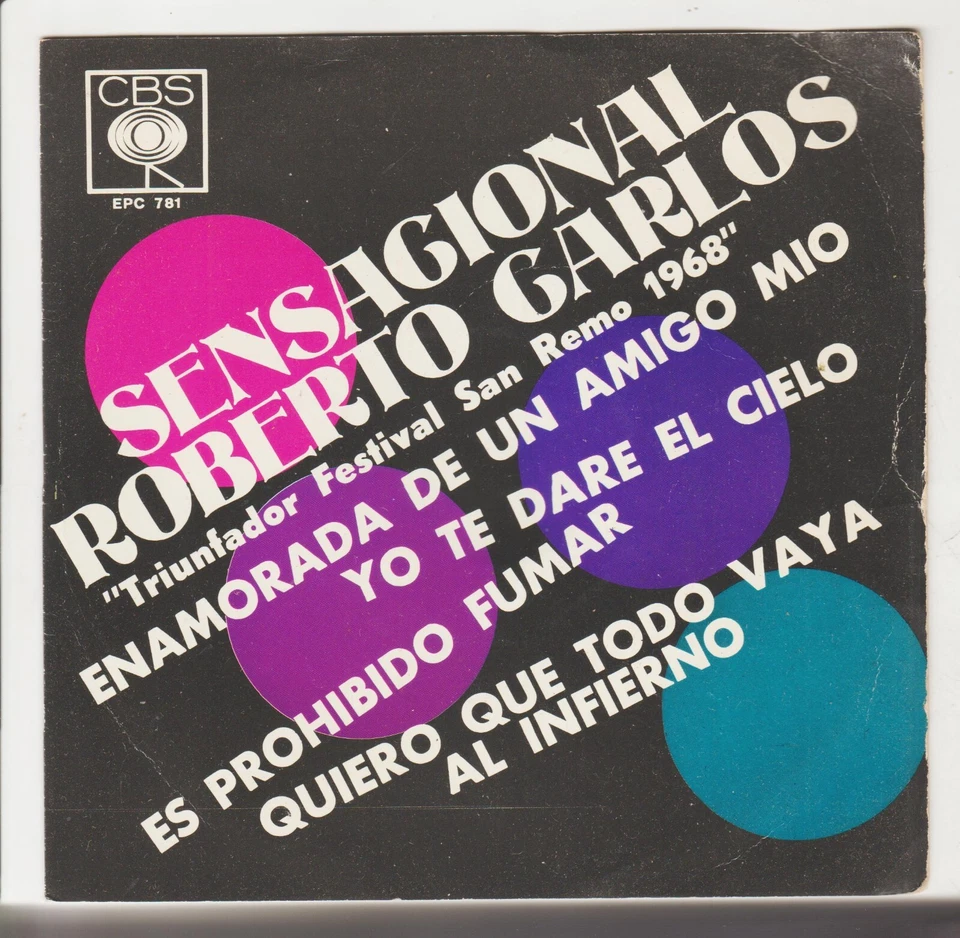 CBS
EPC 781
SENSACIONAL
ROBERTO CARLOS
"Triunfador Festival San Remo 1968"
ENAMORADA DE UN AMIGO MIO
YO TE DARE EL CIELO
ES PROHIBIDO FUMAR
QUIERO QUE TODO VAYA
AL INFIERNO